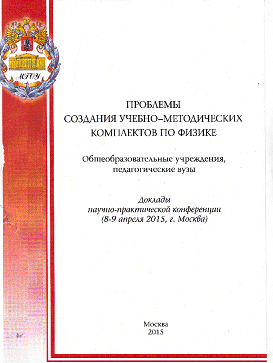 МПГУ
ПРОБЛЕМЫ
СОЗДАНИЯ УЧЕБНО-МЕТОДИЧЕСКИХ
КОМПЛЕКТОВ ПО ФИЗИКЕ
Общеобразовательные учреждения,
педагогические вузы
Доклады
научно-практической конференции
(8-9 апреля 2015, г. Москва)
Москва
2015